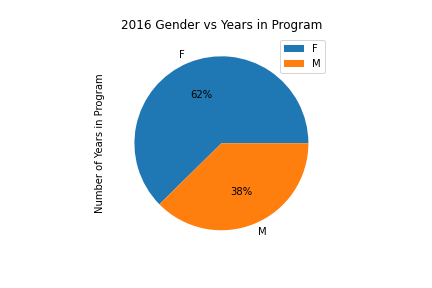 2016 Gender vs Years in Program
F
M
F
62%
Number of Years in Program
38%
M